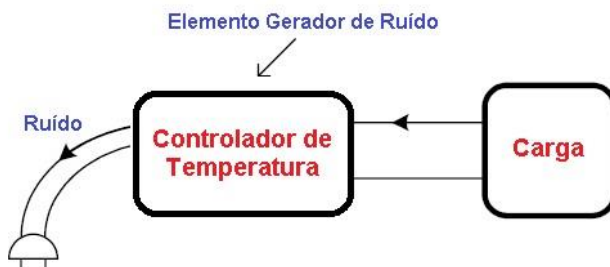 Elemento Gerador de Ruído
Ruído
Controlador de
Temperatura
Carga